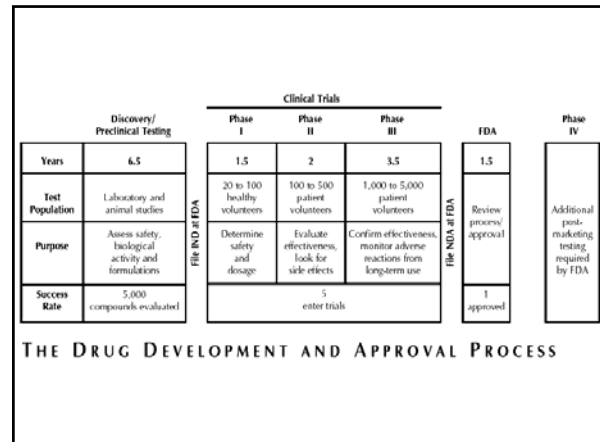 Clinical Trials
Discovery/
Preclinical Testing
Phase
I
Phase
II
Phase
III
FDA
Phase
IV
Years
6.5
1.5
2
3.5
1.5
Test
Population
Laboratory and
animal studies
20 to 100
healthy
volunteers
100 to 500
patient
volunteers
1,000 to 5,000
patient
volunteers
Purpose
Assess safety,
biological
activity and
formulations
Determine
safety
and
dosage
Evaluate
effectiveness,
look for
side effects
Confirm effectiveness,
monitor adverse
reactions from
long-term use
Success
Rate
5,000
compounds evaluated
5
enter trials
File IND at FDA
File NDA at FDA
Review
process/
approval
1
approved
Additional
post-
marketing
testing
required
by FDA
THE DRUG DEVELOPMENT AND APPROVAL PROCESS